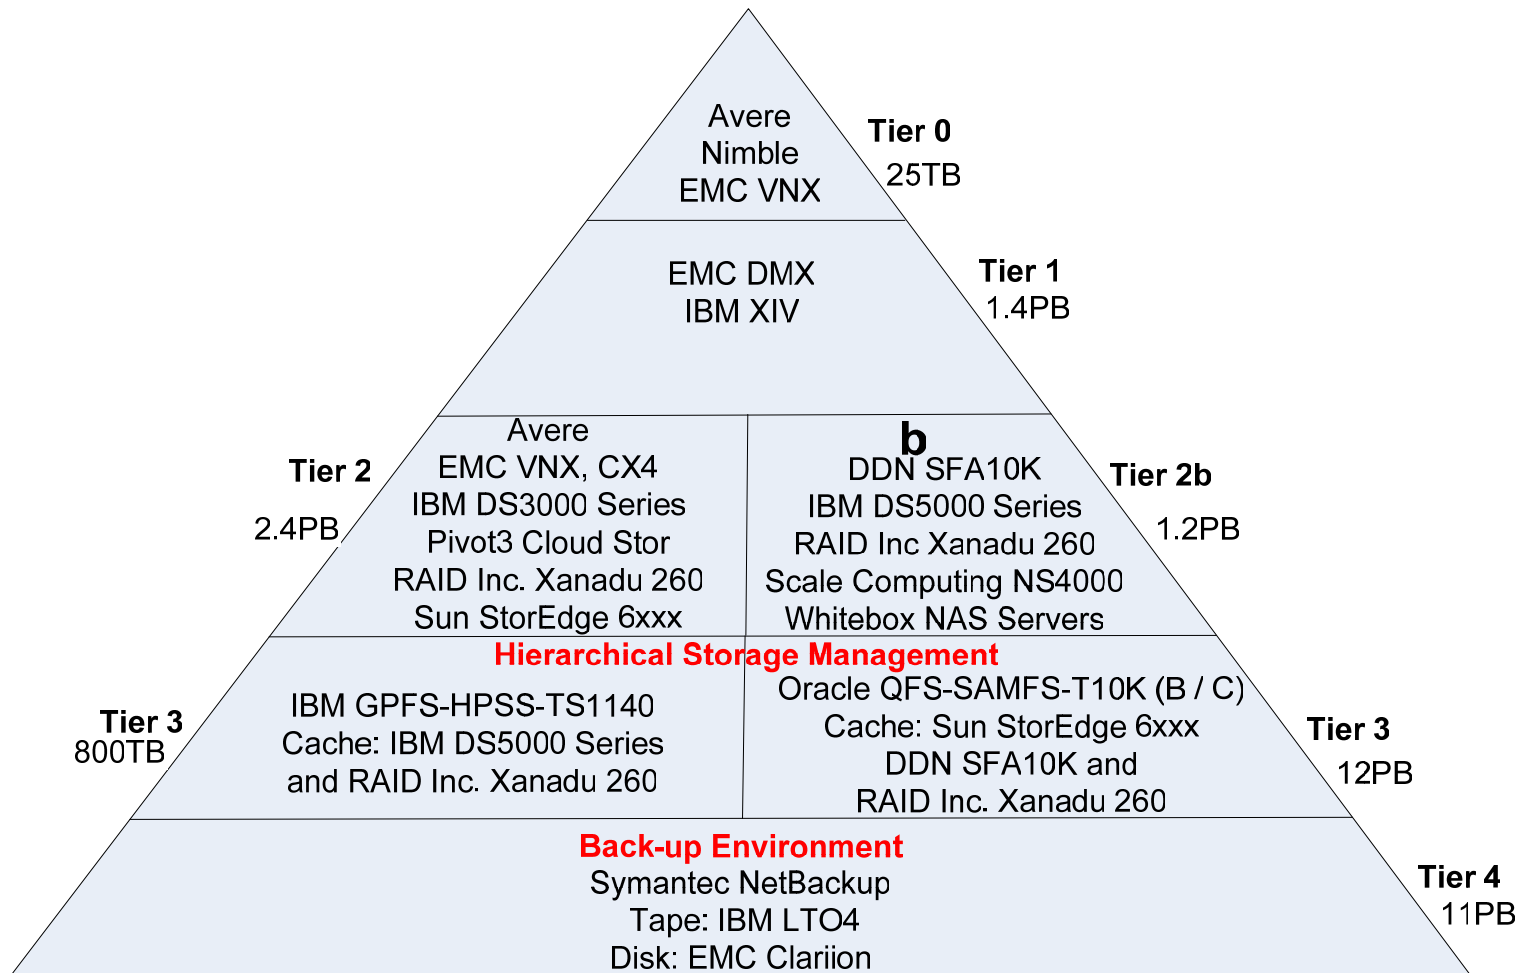 Avere
Nimble
EMC VNX
Tier 0
25TB
EMC DMX
IBM XIV
Tier 1
1.4PB
Tier 2
2.4PB
Avere
EMC VNX, CX4
IBM DS3000 Series
Pivot3 Cloud Stor
RAID Inc. Xanadu 260
Sun StorEdge 6xxx
b
DDN SFA10K
IBM DS5000 Series
RAID Inc Xanadu 260
Scale Computing NS4000
Whitebox NAS Servers
Tier 2b
1.2PB
Hierarchical Storage Management
Tier 3
800TB
IBM GPFS-HPSS-TS1140
Cache: IBM DS5000 Series
and RAID Inc. Xanadu 260
Oracle QFS-SAMFS-T10K (B / C)
Cache: Sun StorEdge 6xxx
DDN SFA10K and
RAID Inc. Xanadu 260
Tier 3
12PB
Back-up Environment
Symantec NetBackup
Tape: IBM LTO4
Disk: EMC Clariion
Tier 4
11PB